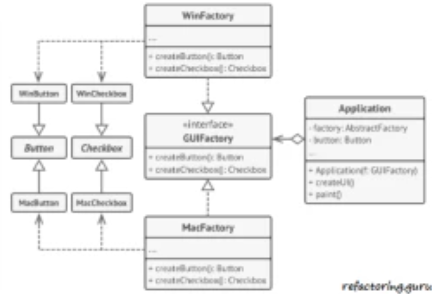 WinFactory
...
+ createButton(): Button
+ createCheckbox(): Checkbox
WinButton
WinCheckbox
Button
Checkbox
MacButton
MacCheckbox
«interface»
GUIFactory
+ createButton(): Button
+ createCheckbox(): Checkbox
Application
- factory: AbstractFactory
- button: Button
...
+ Application(f: GUIFactory)
+ createUI()
+ paint()
MacFactory
...
+ createButton(): Button
+ createCheckbox(): Checkbox
refactoring.guru